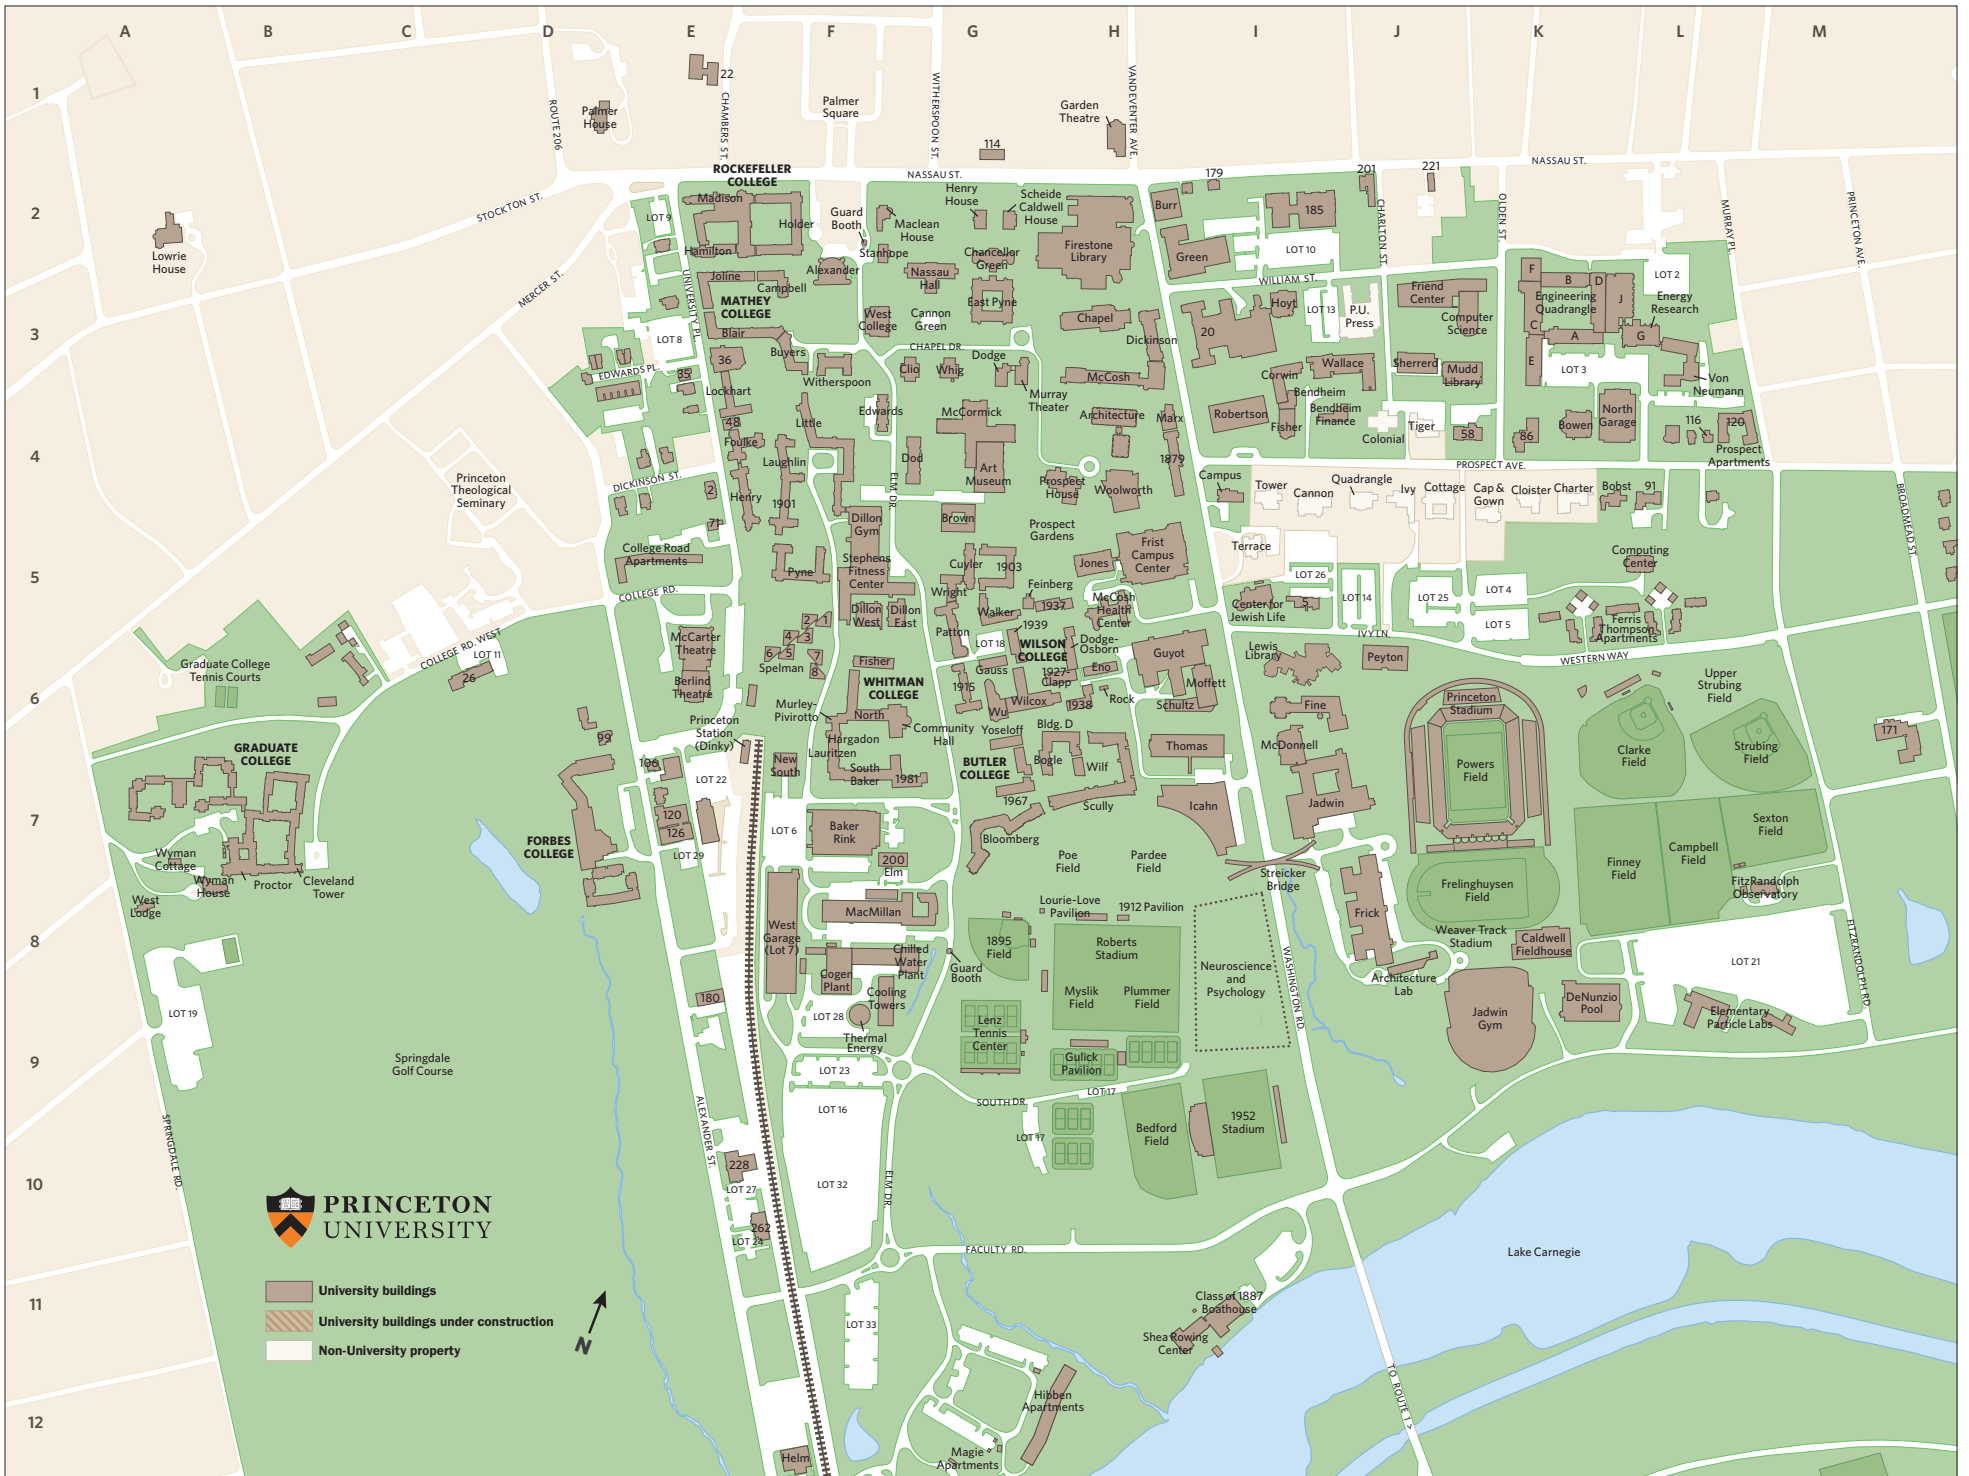 A B C D E F G H I J K L M
1
22
Palmer
House
ROUTE 206
CHAMBERS ST.
Palmer
Square
WITHERSPOON ST.
Garden
Theatre
VANDEVENTER AVE.
114
ROCKEFELLER
COLLEGE
NASSAU ST.
179
201
221
NASSAU ST.
2
STOCKTON ST.
LOT 9
Madison
Holder
Hamilton
Guard
Booth
Maclean
House
Stanhope
Henry
House
Scheide
Caldwell
House
Firestone
Library
Burr
185
Green
LOT 10
CHARLTON ST.
OLDEN ST.
MURRAY PL.
PRINCETON AVE.
Lowrie
House
MERCER ST.
UNIVERSITY PL.
Joline
Campbell
Alexander
Nassau
Hall
Chancellor
Green
East Pyne
WILLIAM ST.
F
B
D
J
Engineering
Quadrangle
C
A
E
G
LOT 2
Energy
Research
MATHEY
COLLEGE
West
College
Cannon
Green
Chapel
Dickinson
20
Hoyt
LOT 13
P.U.
Press
Friend
Center
Computer
Science
3
LOT 8
Blair
Buyers
36
CHAPEL DR.
Clio
Whig
Dodge
Murray
Theater
McCosh
EDWARDS PL.
35
Lockhart
Witherspoon
Corwin
Wallace
Bendheim
Bendheim
Finance
Sherrerd
Mudd
Library
LOT 3
Von
Neumann
48
Foulke
Little
Edwards
McCormick
Architecture
Marx
Robertson
Fisher
Colonial
Tiger
58
86
Bowen
North
Garage
116
120
Prospect
Apartments
4
Laughlin
Dod
Art
Museum
Prospect
House
Woolworth
1879
PROSPECT AVE.
Princeton
Theological
Seminary
DICKINSON ST.
2
Henry
1901
ELM DR.
Campus
Tower
Cannon
Quadrangle
Ivy
Cottage
Cap &
Gown
Cloister
Charter
Bobst
91
BROADMEAD ST.
71
Dillon
Gym
Brown
Prospect
Gardens
Frist
Campus
Center
Terrace
5
College Road
Apartments
Pyne
Stephens
Fitness
Center
Cuyler
1903
Jones
LOT 26
Computing
Center
COLLEGE RD.
Wright
Feinberg
Walker
1937
McCosh
Health
Center
Center for
Jewish Life
5
LOT 14
LOT 25
LOT 4
LOT 5
Ferris
Thompson
Apartments
2
1
4
3
6
5
7
8
Spelman
Dillon
West
Dillon
East
Patton
LOT 18
1939
WILSON
COLLEGE
Dodge-
Osborn
IVY LN.
WESTERN WAY
COLLEGE RD. WEST
LOT 11
26
McCarter
Theatre
Berlind
Theatre
Fisher
WHITMAN
COLLEGE
Gauss
1915
1927-
Clapp
Eno
Guyot
Lewis
Library
Peyton
Graduate College
Tennis Courts
6
Murley-
Pivirotto
North
Hargadon
Community
Hall
Wu
Wilcox
1938
Rock
Moffett
Schultz
Fine
Princeton
Stadium
Upper
Strubing
Field
99
Princeton
Station
(Dinky)
New
South
Lauritzen
South
Baker
1981
Yoseloff
Bldg. D
Bogle
Wilf
BUTLER
COLLEGE
1967
Scully
Thomas
McDonnell
Powers
Field
Clarke
Field
Strubing
Field
171
GRADUATE
COLLEGE
106
LOT 22
7
120
126
LOT 29
FORBES
COLLEGE
LOT 6
Baker
Rink
Bloomberg
Icahn
Jadwin
Sexton
Field
Campbell
Field
Finney
Field
Wyman
Cottage
Wyman
House
Proctor
Cleveland
Tower
West
Lodge
200
Elm
Poe
Field
Pardee
Field
Streicker
Bridge
Frelinghuysen
Field
FitzRandolph
Observatory
8
West
Garage
(Lot 7)
MacMillan
Lourie-Love
Pavilion
1912 Pavilion
Frick
Weaver Track
Stadium
Caldwell
Fieldhouse
FITZRANDOLPH RD.
Cogen
Plant
Chilled
Water
Plant
Guard
Booth
1895
Field
Roberts
Stadium
Myslik
Field
Plummer
Field
Neuroscience
and
Psychology
WASHINGTON RD.
Architecture
Lab
LOT 21
LOT 19
180
Cooling
Towers
LOT 28
Thermal
Energy
Lenz
Tennis
Center
Jadwin
Gym
DeNunzio
Pool
Elementary
Particle Labs
9
Springdale
Golf Course
LOT 23
Gulick
Pavilion
LOT 17
LOT 16
SOUTH DR.
LOT 17
Bedford
Field
1952
Stadium
SPRINGDALE RD.
ALEXANDER ST.
10
228
LOT 27
LOT 32
ELM DR.
PRINCETON
UNIVERSITY
262
LOT 24
FACULTY RD.
Lake Carnegie
11
University buildings
University buildings under construction
Non-University property
N
LOT 33
Class of 1887
Boathouse
Shea Rowing
Center
TO ROUTE 1 >
12
Hibben
Apartments
Magie
Apartments
Helm